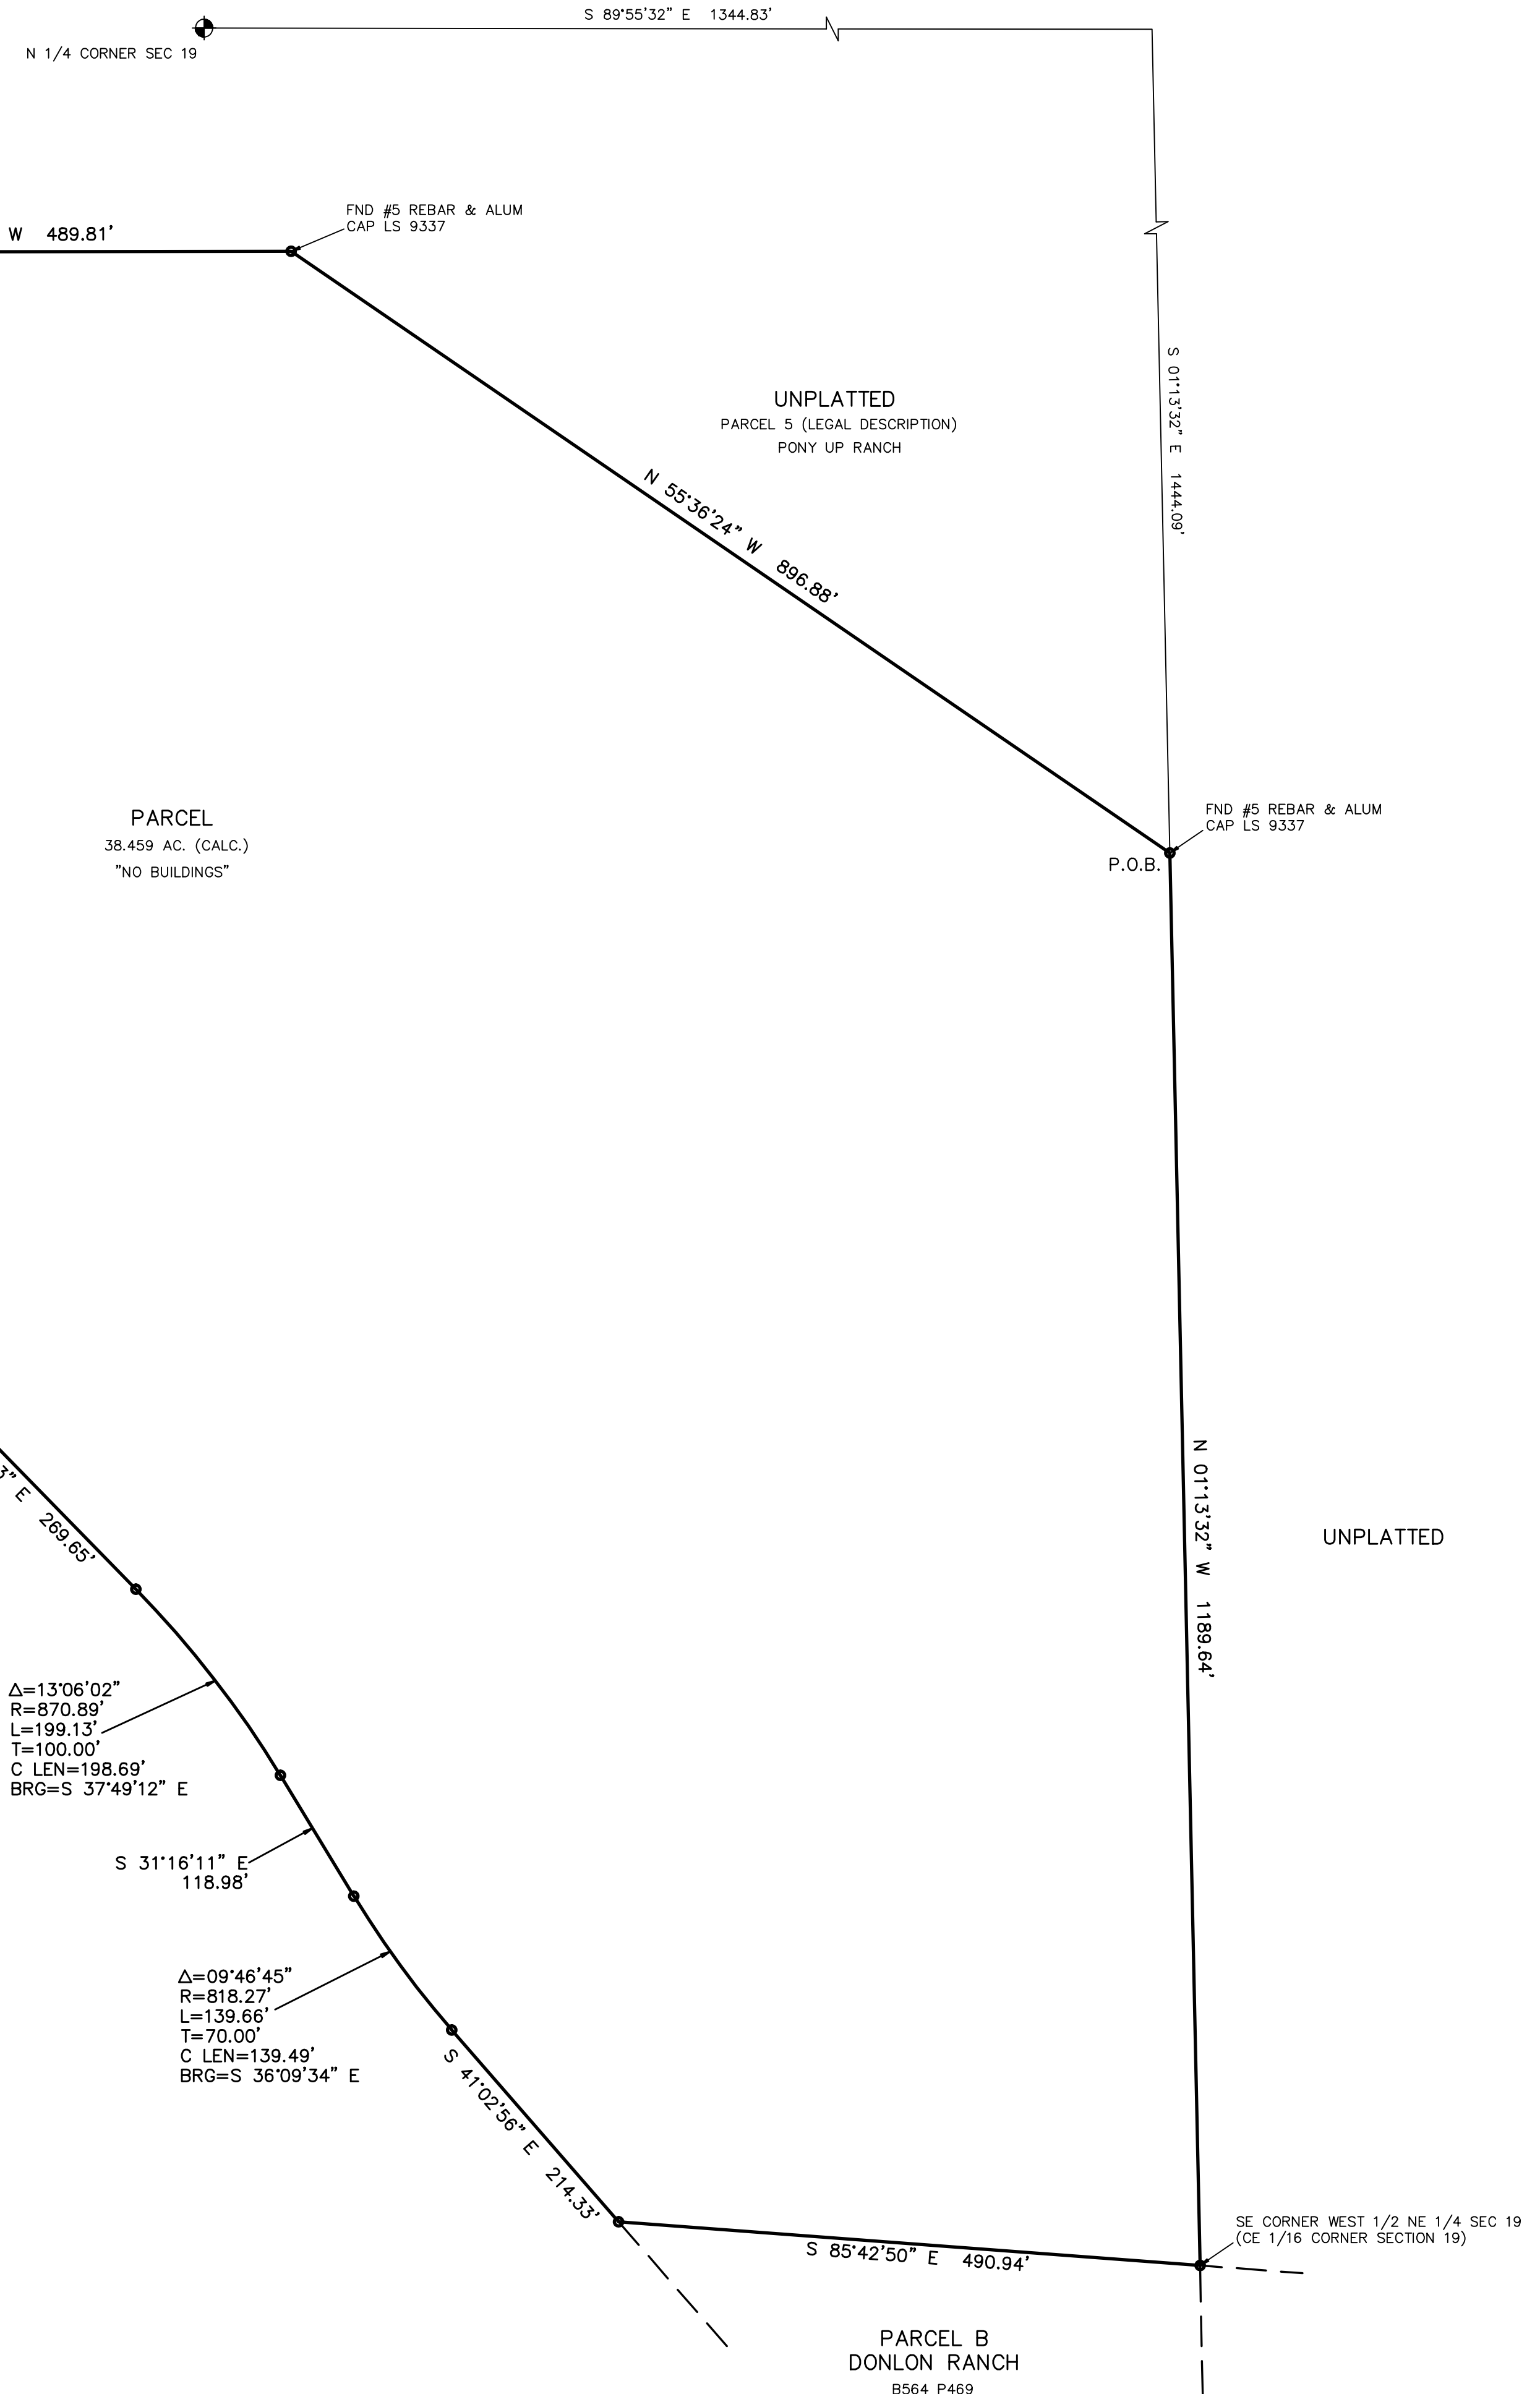 S 89°55'32" E 1344.83'
N 1/4 CORNER SEC 19
FND #5 REBAR & ALUM
CAP LS 9337
W 489.81'
S 01°13'32" E 1444.09'
UNPLATTED
PARCEL 5 (LEGAL DESCRIPTION)
PONY UP RANCH
N 55°36'24" W 896.88'
PARCEL
38.459 AC. (CALC.)
"NO BUILDINGS"
FND #5 REBAR & ALUM
CAP LS 9337
P.O.B.
N 01°13'32" W 1189.64'
UNPLATTED
3" E 269.65'
Δ=13°06'02"
R=870.89'
L=199.13'
T=100.00'
C LEN=198.69'
BRG=S 37°49'12" E
S 31°16'11" E
118.98'
Δ=09°46'45"
R=818.27'
L=139.66'
T=70.00'
C LEN=139.49'
BRG=S 36°09'34" E
S 41°02'56" E 214.33'
SE CORNER WEST 1/2 NE 1/4 SEC 19
(CE 1/16 CORNER SECTION 19)
S 85°42'50" E 490.94'
PARCEL B
DONLON RANCH
B564 P469